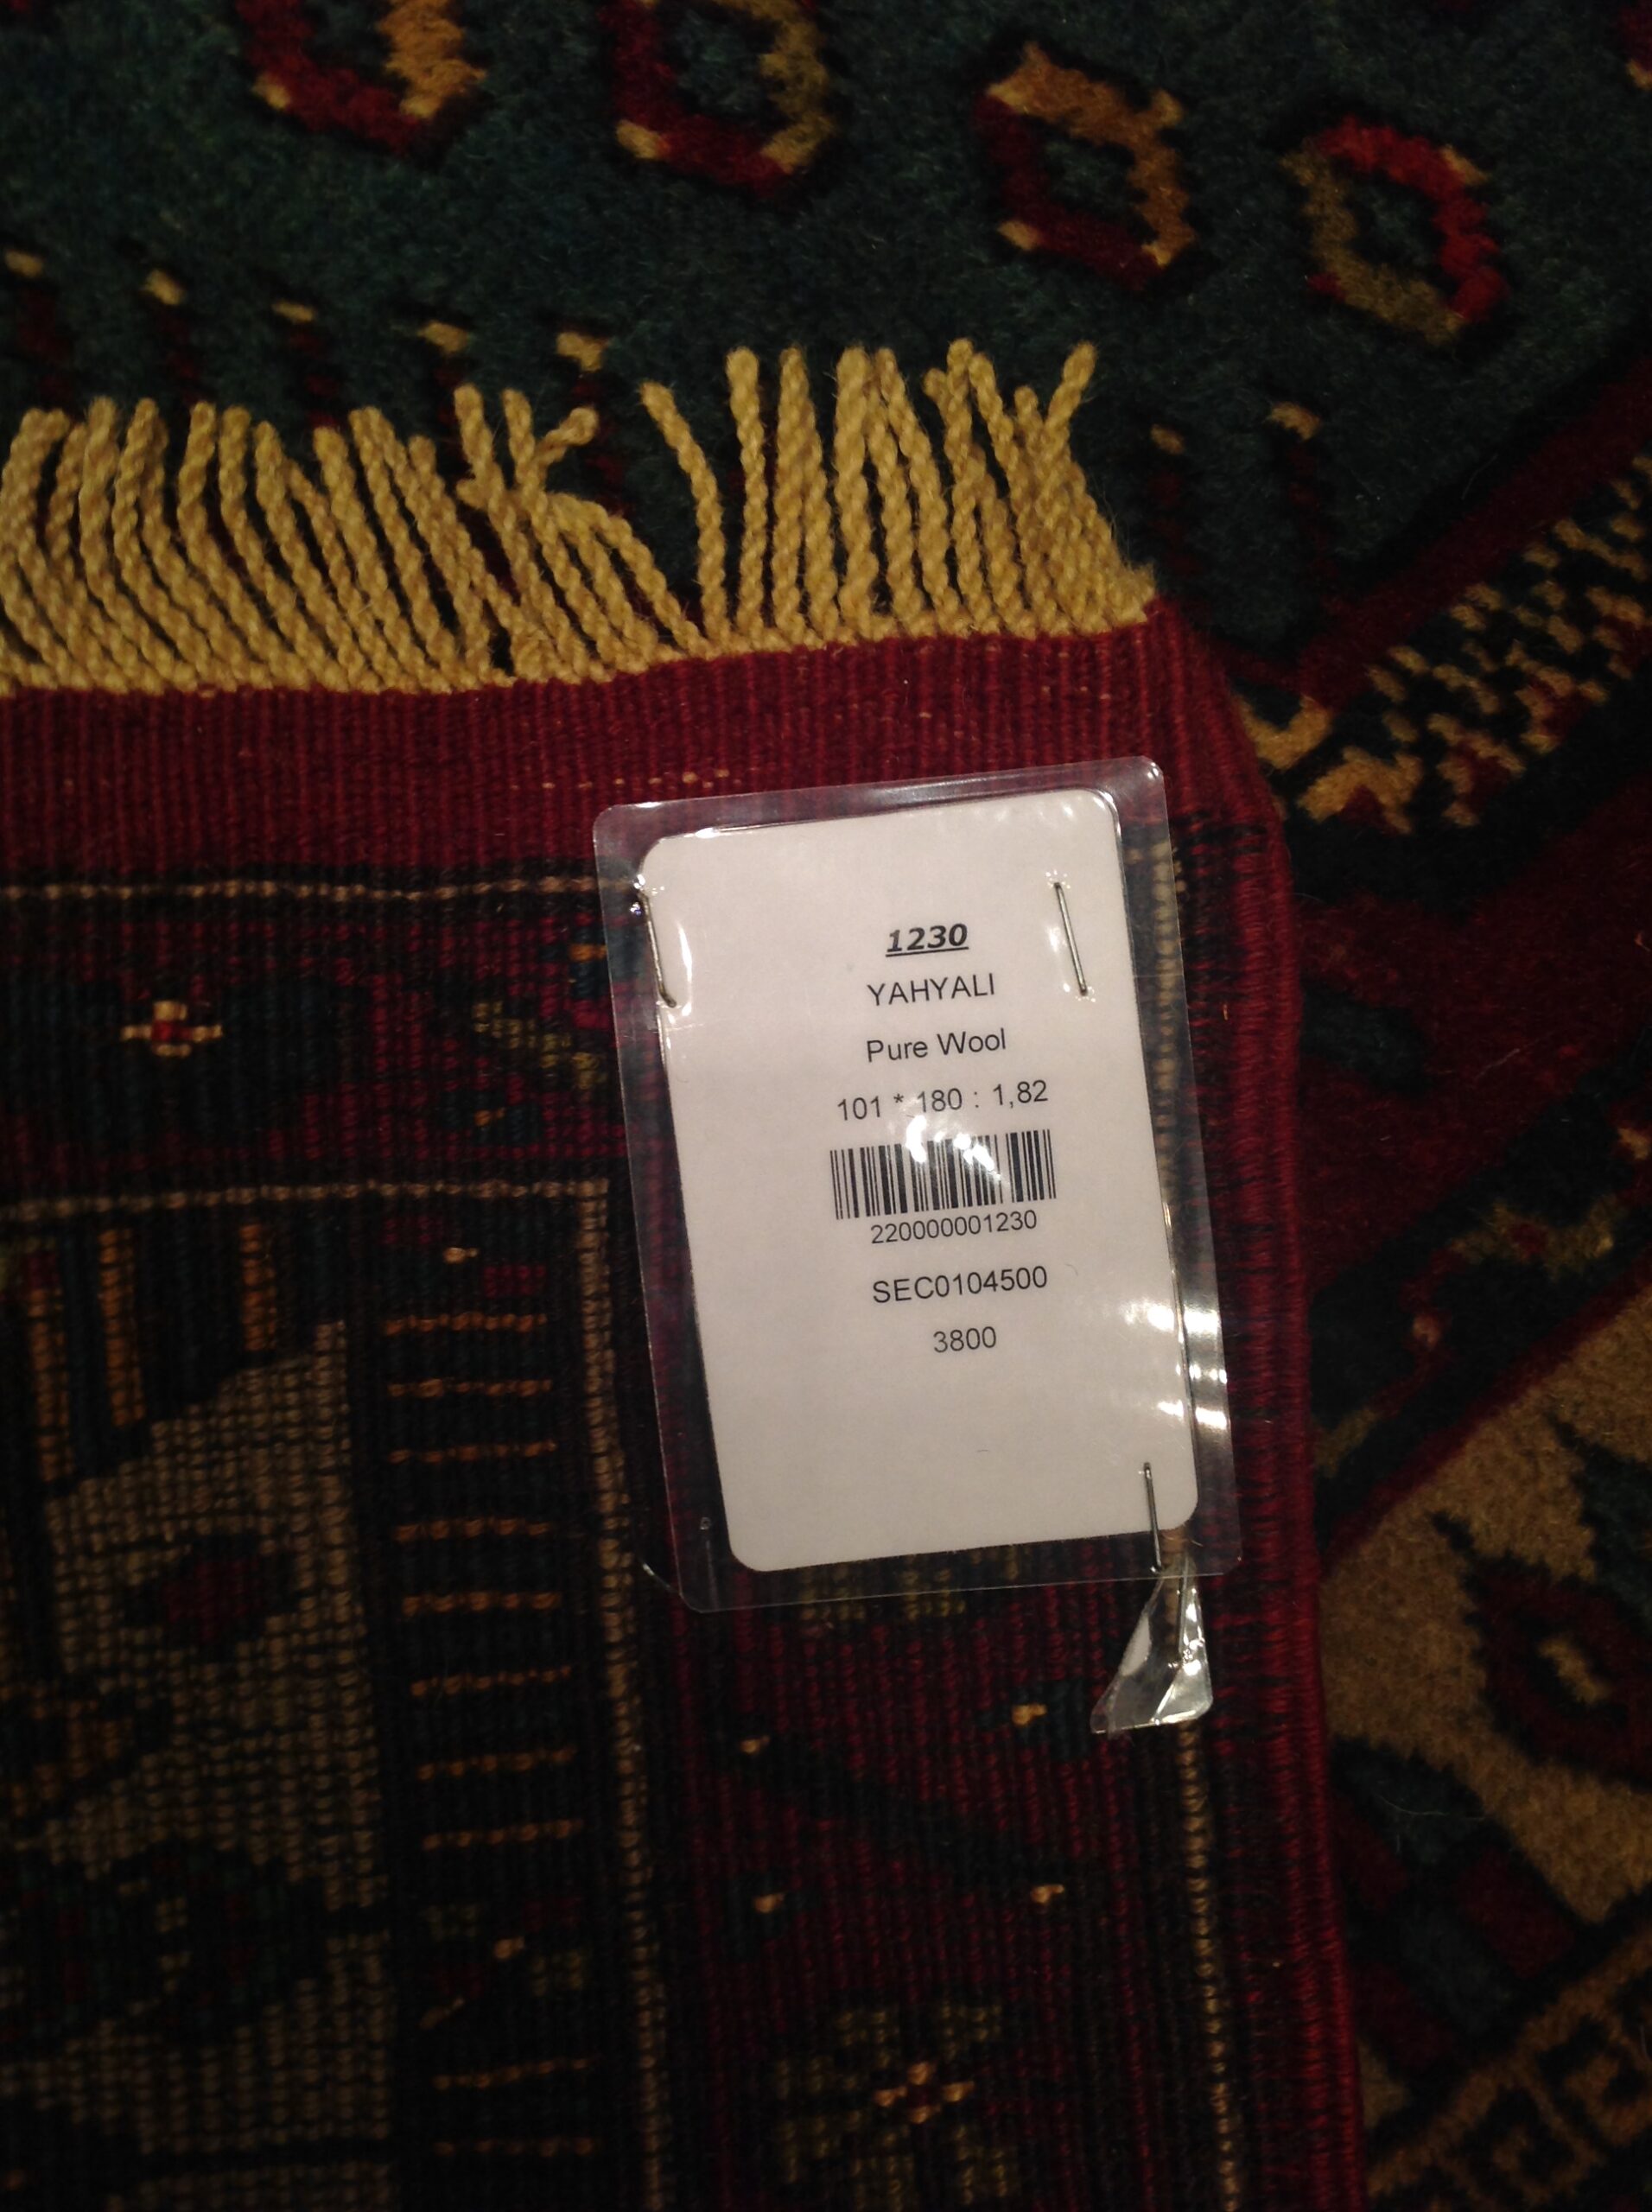 1230
YAHYALI
Pure Wool
101 * 180 : 1,82
220000001230
SEC0104500
3800